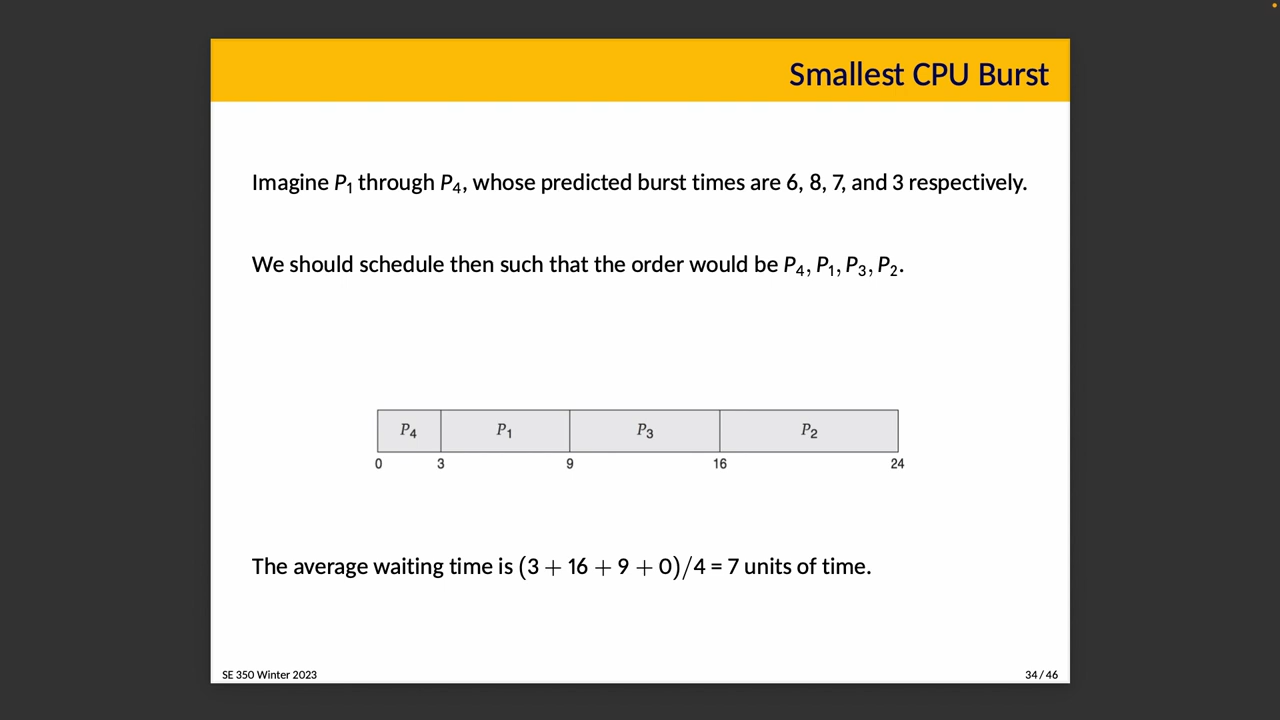 Smallest CPU Burst
Imagine P₁ through P₄, whose predicted burst times are 6, 8, 7, and 3 respectively.
We should schedule then such that the order would be P₄, P₁, P₃, P₂.
P₄ P₁ P₃ P₂
0 3 9 16 24
The average waiting time is (3 + 16 + 9 + 0)/4 = 7 units of time.
SE 350 Winter 2023 34 / 46